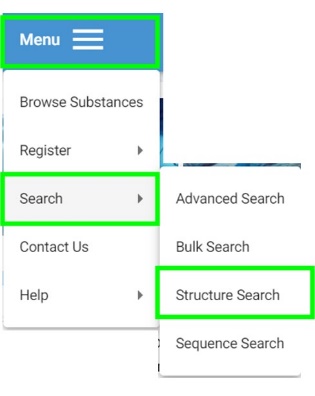 Menu
Browse Substances
Register
Search
Advanced Search
Contact Us
Bulk Search
Help
Structure Search
Sequence Search